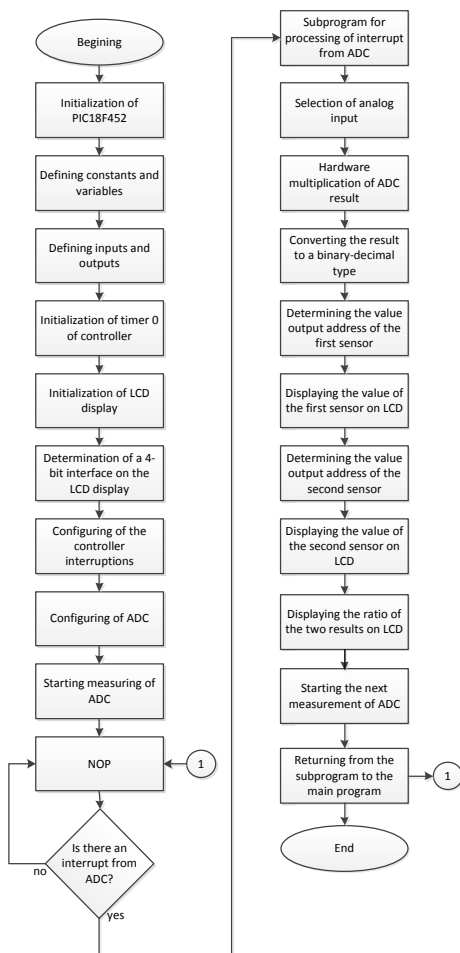 Begining
Initialization of
PIC18F452
Defining constants and
variables
Defining inputs and
outputs
Initialization of timer 0
of controller
Initialization of LCD
display
Determination of a 4-
bit interface on the
LCD display
Configuring of the
controller
interruptions
Configuring of ADC
Starting measuring of
ADC
NOP
1
Is there an
interrupt from
ADC?
no
yes
Subprogram for
processing of interrupt
from ADC
Selection of analog
input
Hardware
multiplication of ADC
result
Converting the result
to a binary-decimal
type
Determining the value
output address of the
first sensor
Displaying the value of
the first sensor on LCD
Determining the value
output address of the
second sensor
Displaying the value of
the second sensor on
LCD
Displaying the ratio of
the two results on LCD
Starting the next
measurement of ADC
Returning from the
subprogram to the
main program
1
End